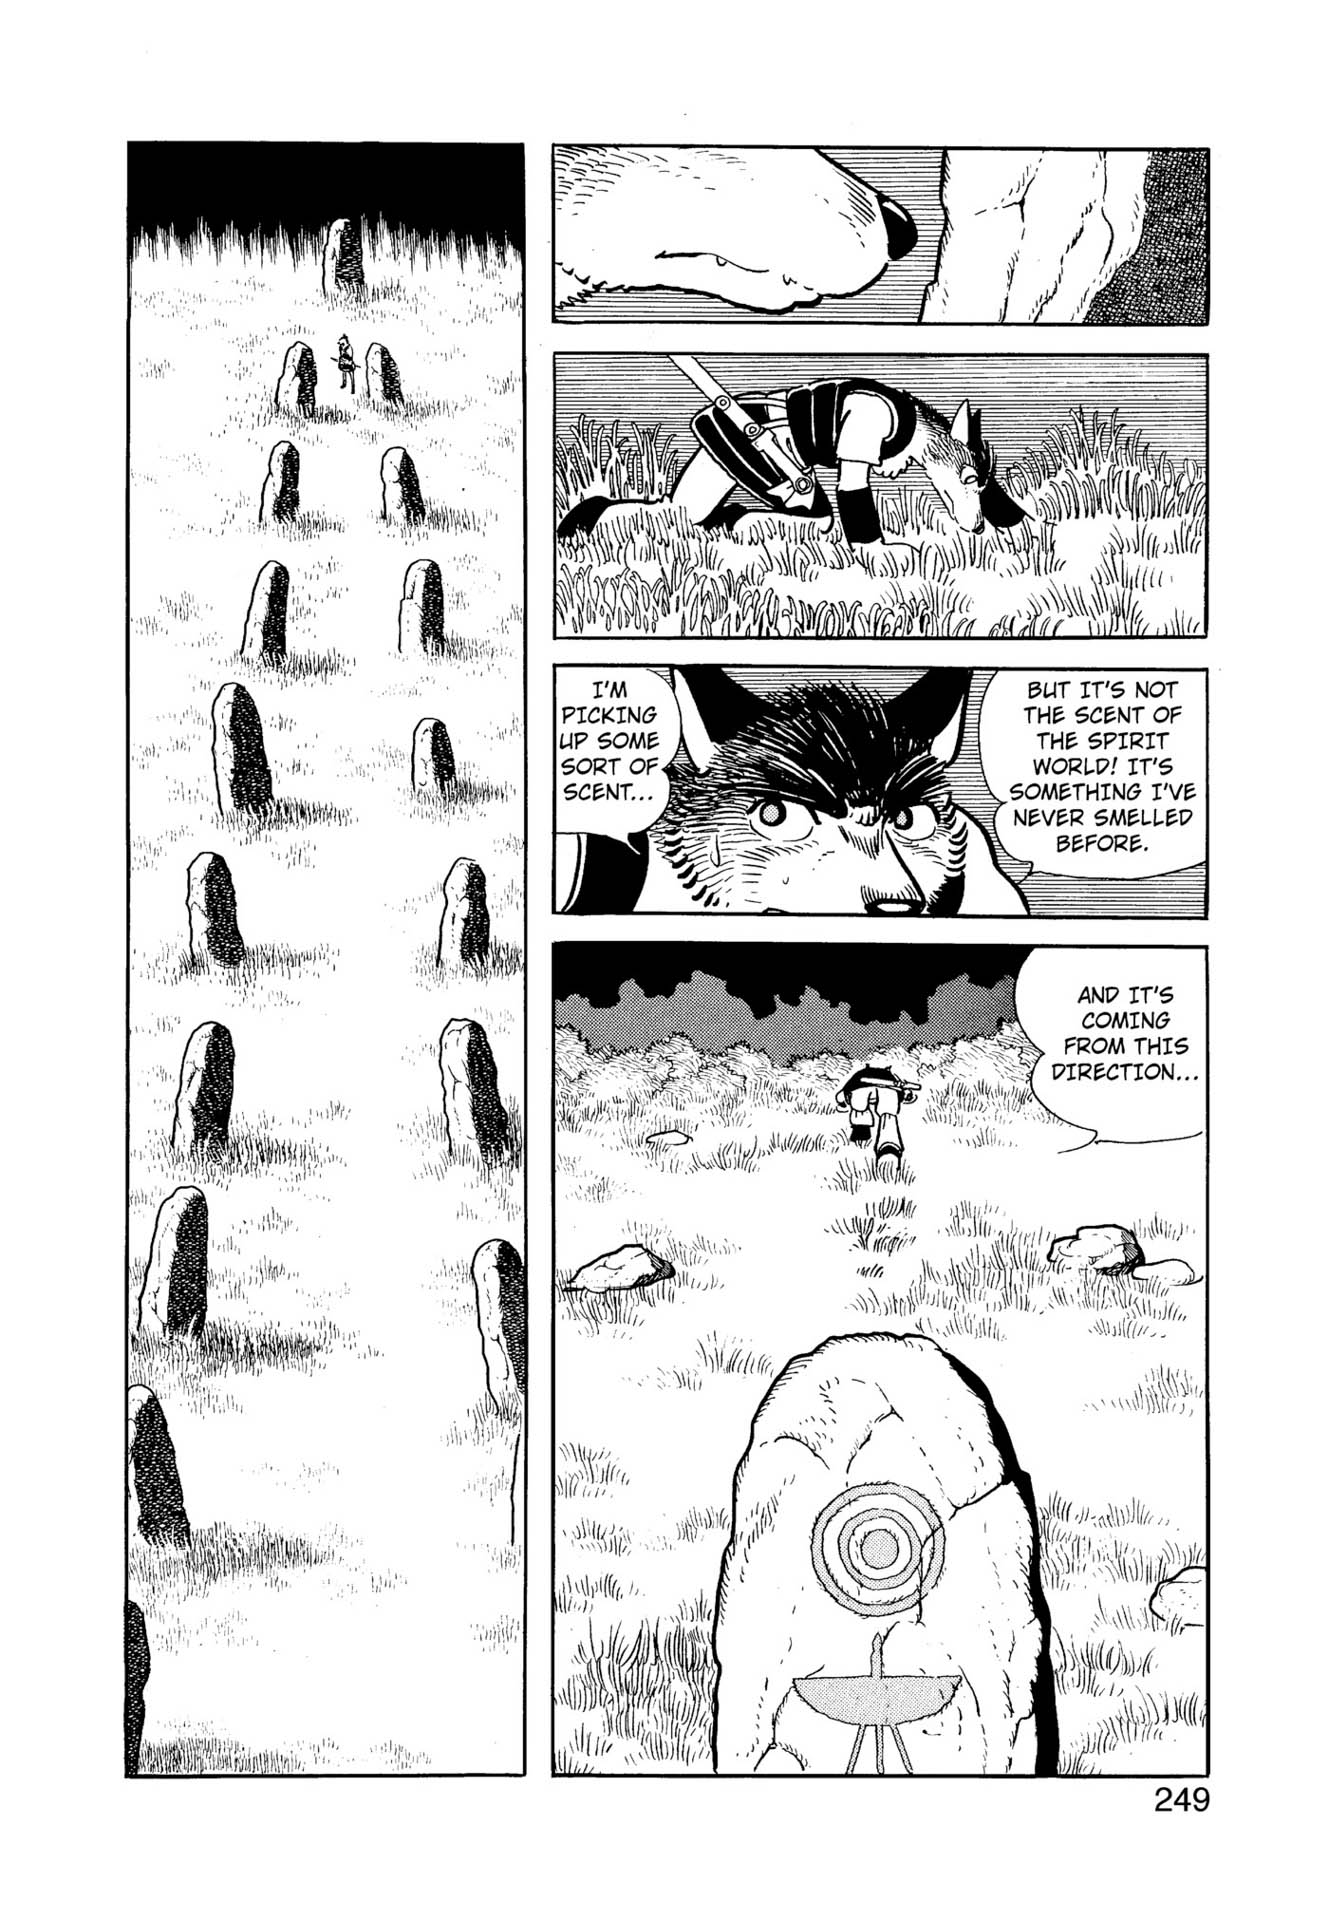 I'M
PICKING
UP SOME
SORT OF
SCENT...
BUT IT'S NOT
THE SCENT OF
THE SPIRIT
WORLD! IT'S
SOMETHING I'VE
NEVER SMELLED
BEFORE.
AND IT'S
COMING
FROM THIS
DIRECTION...
249